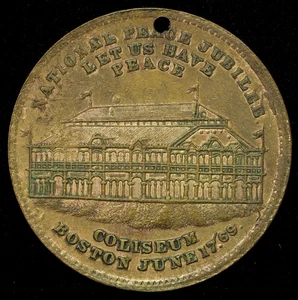 NATIONAL PEACE JUBILEE
LET US HAVE
PEACE
COLISEUM
BOSTON JUNE 17.69.